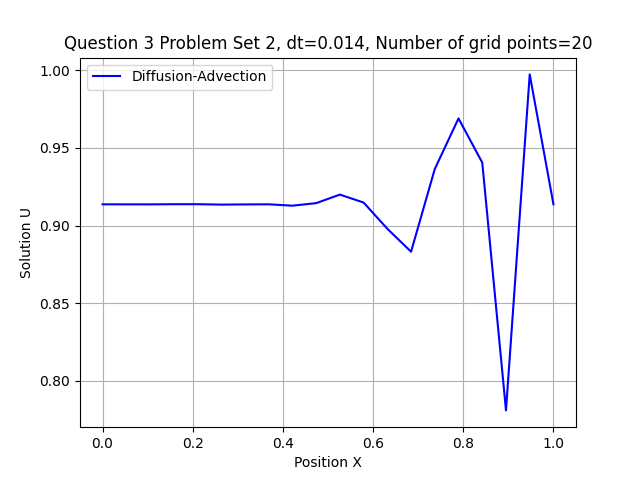 Question 3 Problem Set 2, dt=0.014, Number of grid points=20
Diffusion-Advection
1.00
0.95
0.90
0.85
0.80
Solution U
0.0 0.2 0.4 0.6 0.8 1.0
Position X